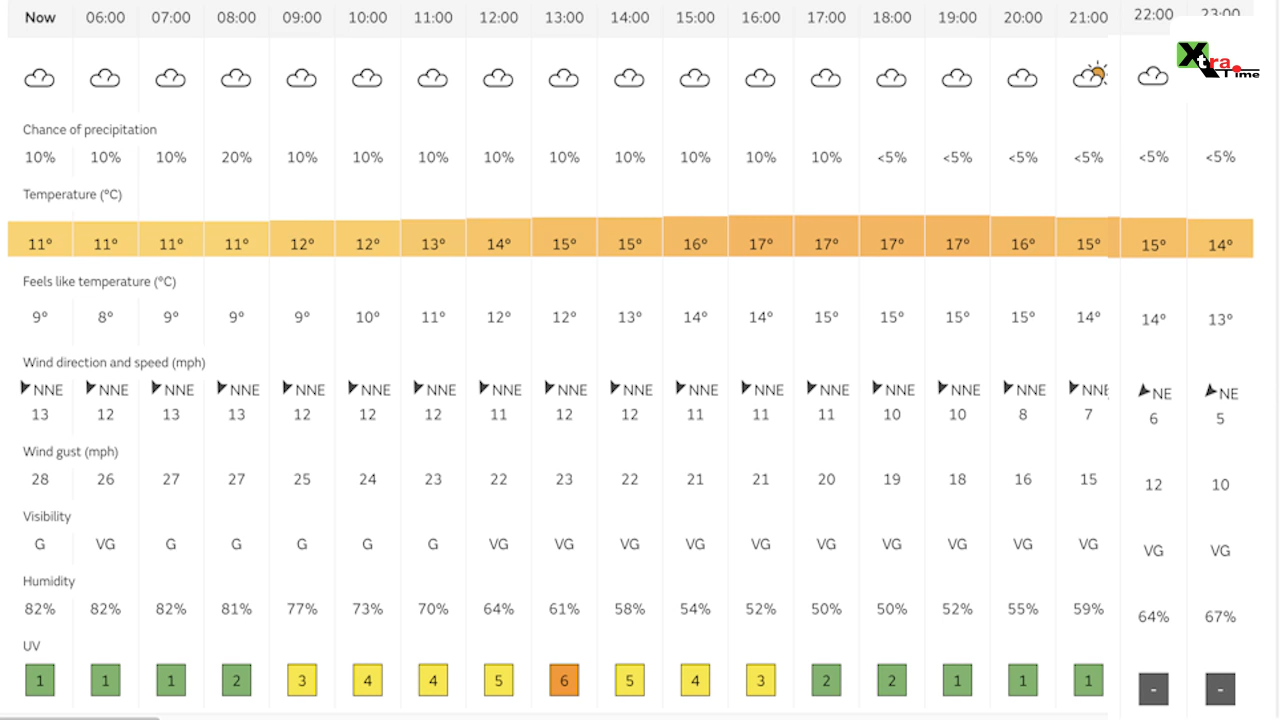 Now 06:00 07:00 08:00 09:00 10:00 11:00 12:00 13:00 14:00 15:00 16:00 17:00 18:00 19:00 20:00 21:00 22:00 23:00
Xtra Time
Chance of precipitation
10% 10% 10% 20% 10% 10% 10% 10% 10% 10% 10% 10% 10% <5% <5% <5% <5% <5% <5%
Temperature (°C)
11° 11° 11° 11° 12° 12° 13° 14° 15° 15° 16° 17° 17° 17° 17° 16° 15° 15° 14°
Feels like temperature (°C)
9° 8° 9° 9° 9° 10° 11° 12° 12° 13° 14° 14° 15° 15° 15° 15° 14° 14° 13°
Wind direction and speed (mph)
NNE NNE NNE NNE NNE NNE NNE NNE NNE NNE NNE NNE NNE NNE NNE NNE NNE NE NE
13 12 13 13 12 12 12 11 12 12 11 11 11 10 10 8 7 6 5
Wind gust (mph)
28 26 27 27 25 24 23 22 23 22 21 21 20 19 18 16 15 12 10
Visibility
G VG G G G G G VG VG VG VG VG VG VG VG VG VG VG VG
Humidity
82% 82% 82% 81% 77% 73% 70% 64% 61% 58% 54% 52% 50% 50% 52% 55% 59% 64% 67%
UV
1 1 1 2 3 4 4 5 6 5 4 3 2 2 1 1 1 - -